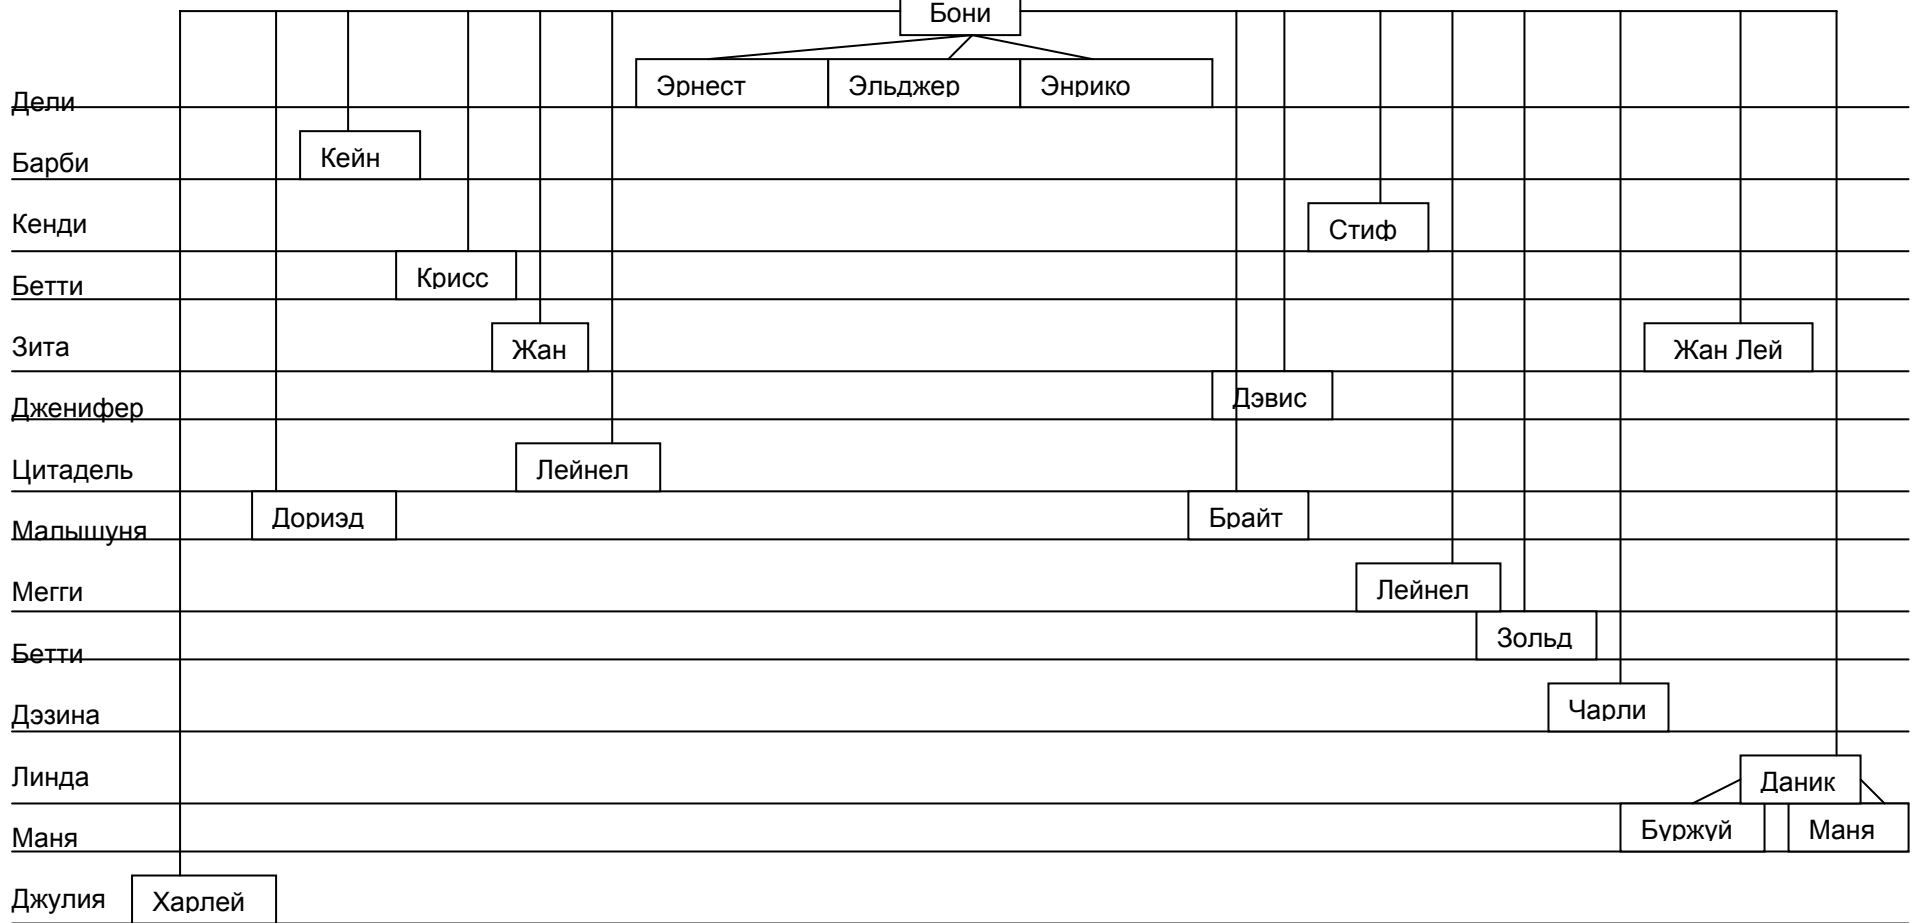 Бони
Эрнест Эльджер Энрико
Дели
Барби Кейн
Кенди Стиф
Бетти Крисс
Зита Жан Жан Лей
Дженифер Дэвис
Цитадель Лейнел
Малышуня Дориэд Брайт
Мегги Лейнел
Бетти Зольд
Дэзина Чарли
Линда Даник
Маня Буржуй Маня
Джулия Харлей